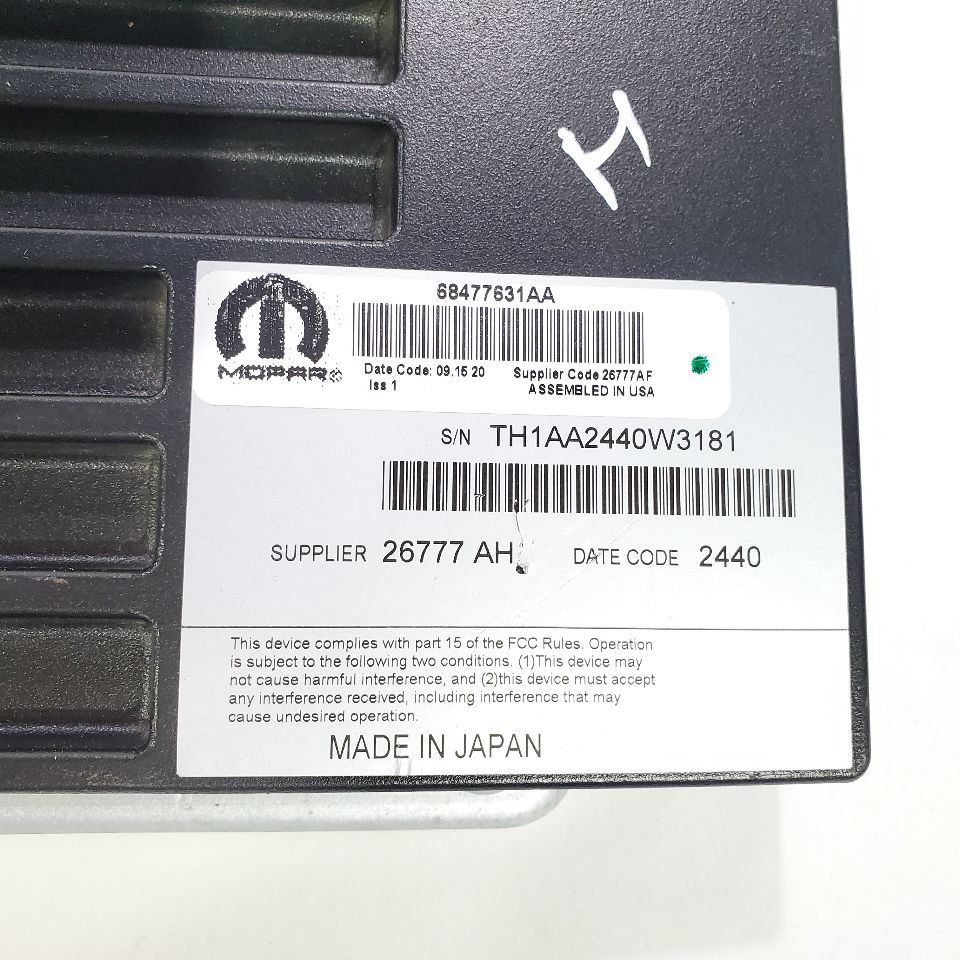 H
68477631AA
MOPAR®
Date Code: 09.15 20 Supplier Code 26777AF
Iss 1 ASSEMBLED IN USA
S/N TH1AA2440W3181
SUPPLIER 26777 AH DATE CODE 2440
This device complies with part 15 of the FCC Rules. Operation
is subject to the following two conditions. (1)This device may
not cause harmful interference, and (2)this device must accept
any interference received, including interference that may
cause undesired operation.
MADE IN JAPAN